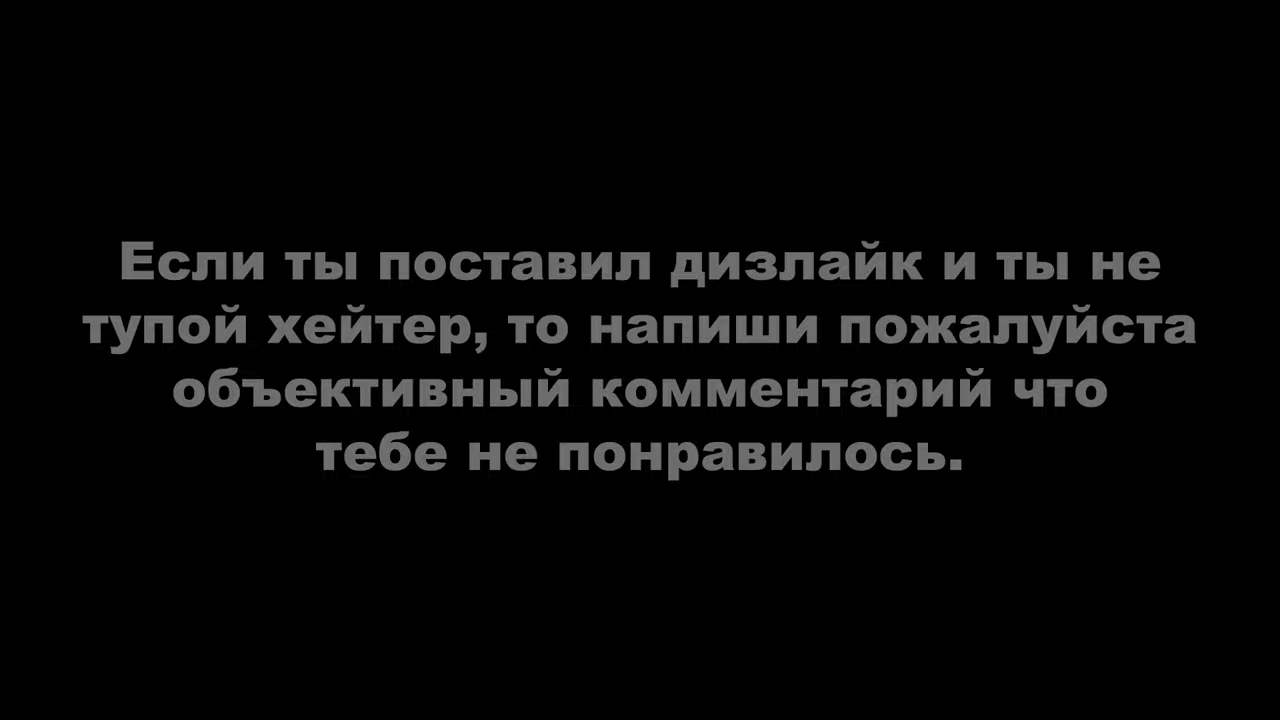 Если ты поставил дизлайк и ты не
тупой хейтер, то напиши пожалуйста
объективный комментарий что
тебе не понравилось.